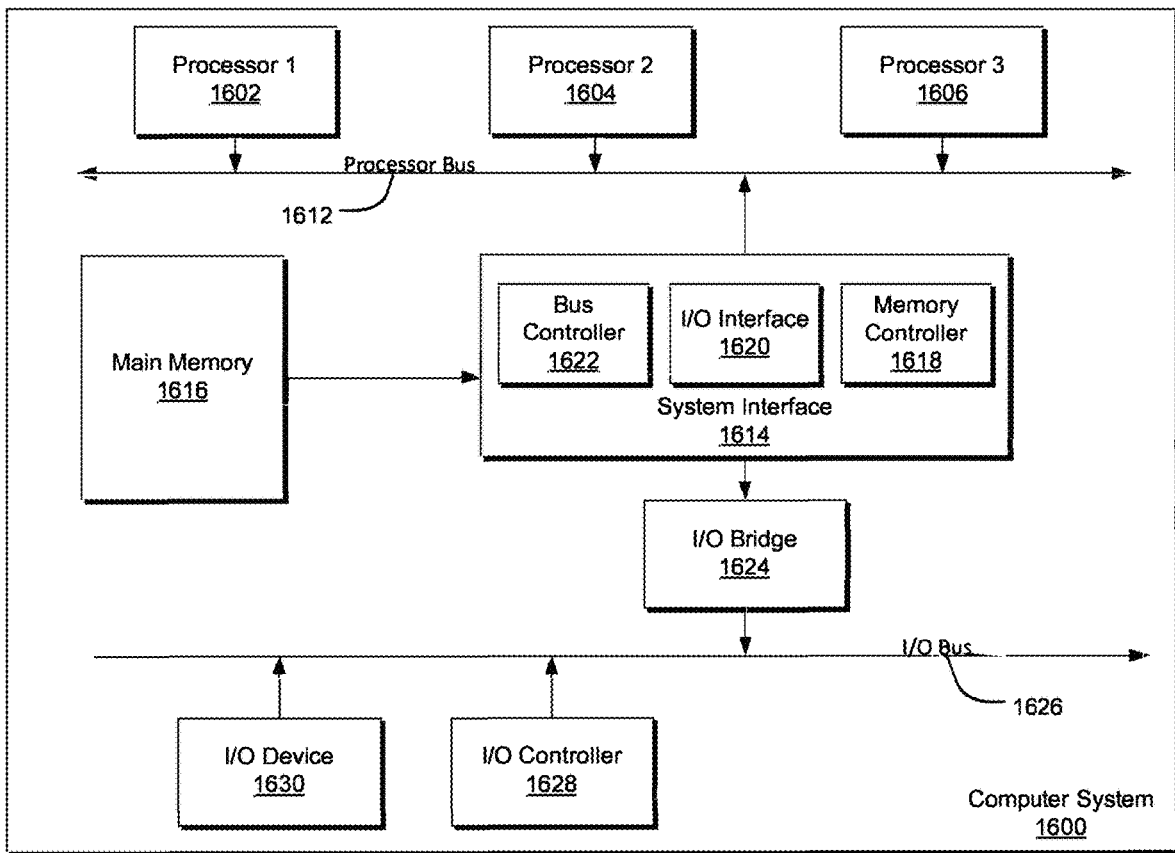 Processor 1
1602
Processor 2
1604
Processor 3
1606
Processor Bus
1612
Main Memory
1616
Bus
Controller
1622
I/O Interface
1620
Memory
Controller
1618
System Interface
1614
I/O Bridge
1624
I/O Bus
1626
I/O Device
1630
I/O Controller
1628
Computer System
1600